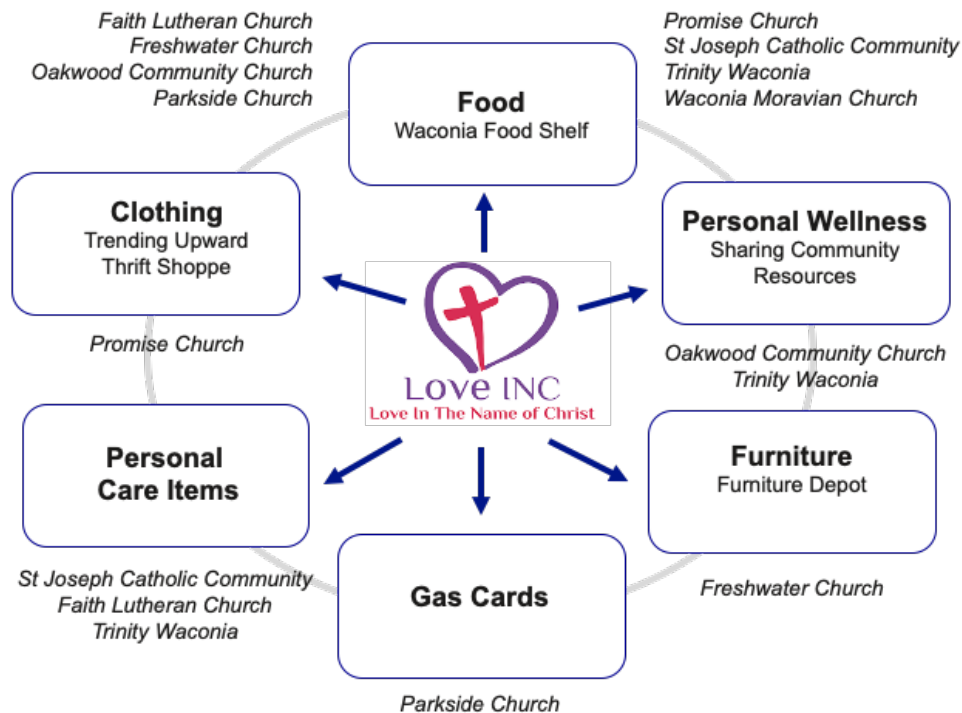 Faith Lutheran Church
Freshwater Church
Oakwood Community Church
Parkside Church
Promise Church
St Joseph Catholic Community
Trinity Waconia
Waconia Moravian Church
Food
Waconia Food Shelf
Clothing
Trending Upward
Thrift Shoppe
Personal Wellness
Sharing Community
Resources
Promise Church
Love INC
Love In The Name of Christ
Oakwood Community Church
Trinity Waconia
Personal
Care Items
Furniture
Furniture Depot
St Joseph Catholic Community
Faith Lutheran Church
Trinity Waconia
Gas Cards
Freshwater Church
Parkside Church